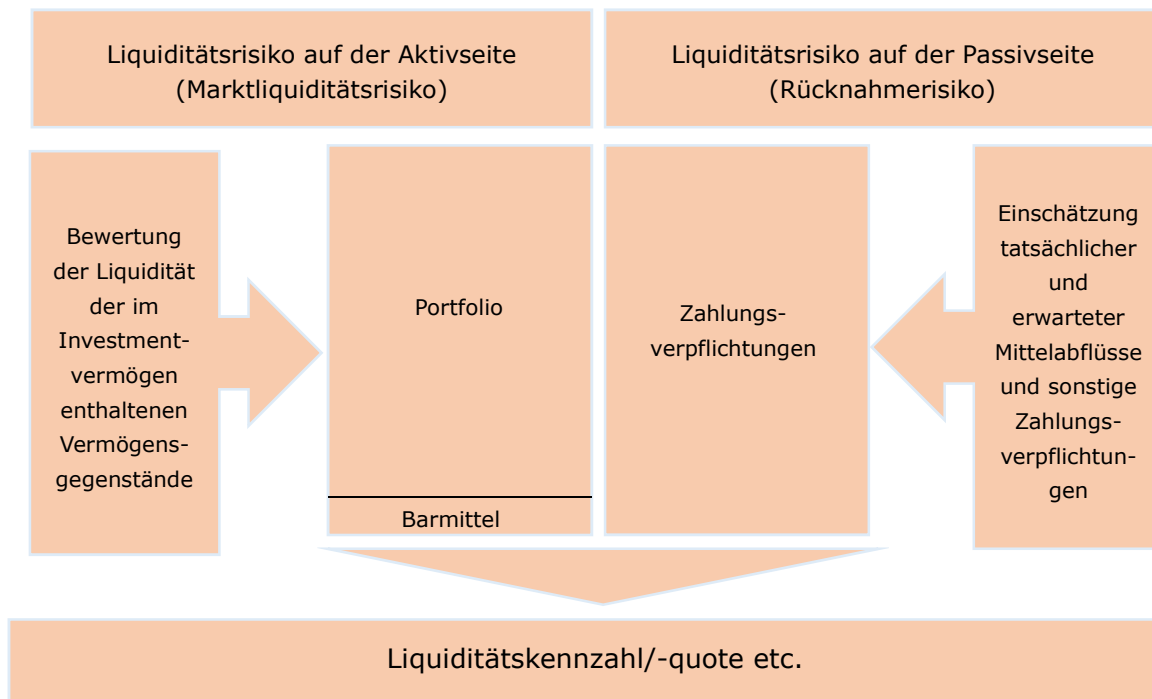 Liquiditätsrisiko auf der Aktivseite
(Marktliquiditätsrisiko)
Liquiditätsrisiko auf der Passivseite
(Rücknahmerisiko)
Bewertung
der Liquidität
der im
Investment-
vermögen
enthaltenen
Vermögens-
gegenstände
Portfolio
Barmittel
Zahlungs-
verpflichtungen
Einschätzung
tatsächlicher
und
erwarteter
Mittelabflüsse
und sonstige
Zahlungs-
verpflichtun-
gen
Liquiditätskennzahl/-quote etc.